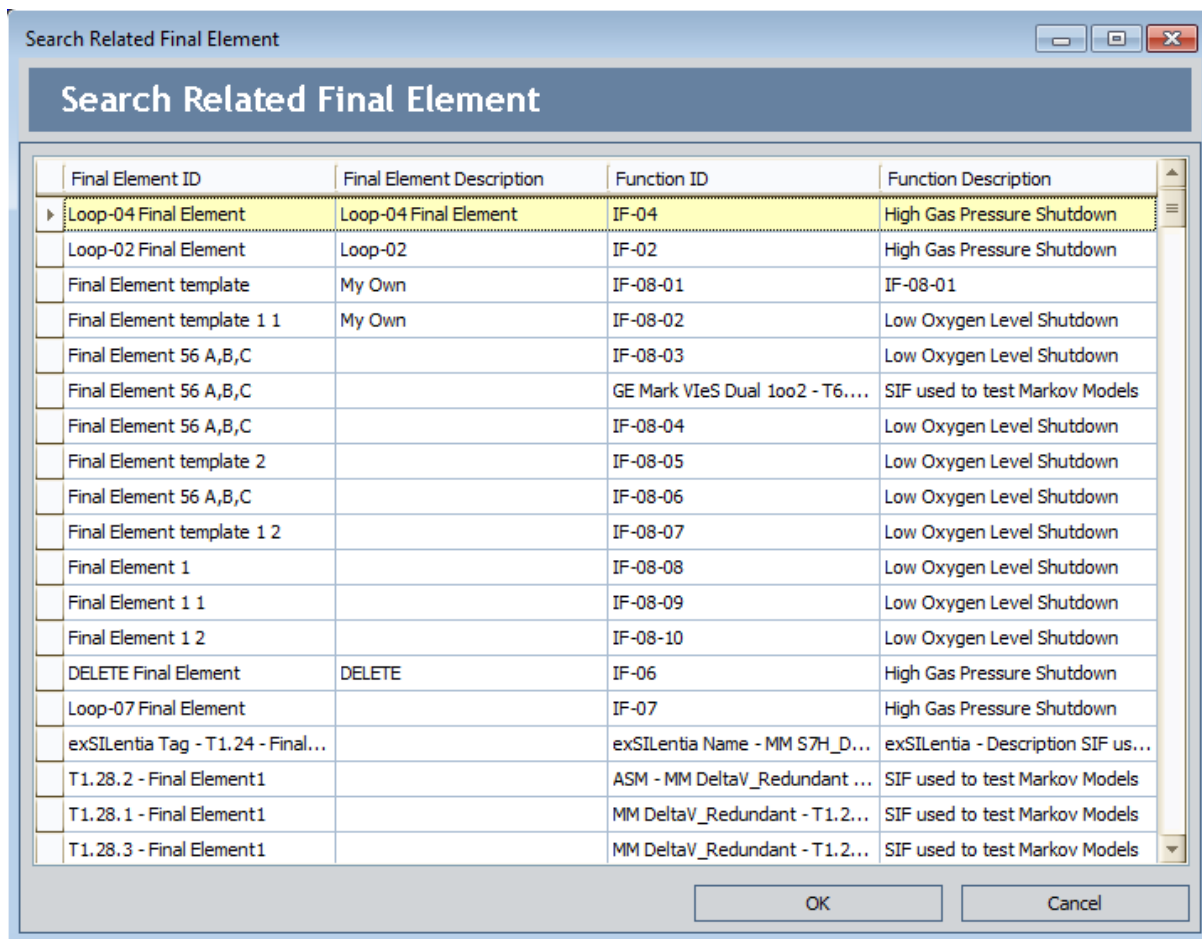 Search Related Final Element
Search Related Final Element
Final Element ID Final Element Description Function ID Function Description
Loop-04 Final Element Loop-04 Final Element IF-04 High Gas Pressure Shutdown
Loop-02 Final Element Loop-02 IF-02 High Gas Pressure Shutdown
Final Element template My Own IF-08-01 IF-08-01
Final Element template 1 1 My Own IF-08-02 Low Oxygen Level Shutdown
Final Element 56 A,B,C IF-08-03 Low Oxygen Level Shutdown
Final Element 56 A,B,C GE Mark VIeS Dual 1oo2 - T6.... SIF used to test Markov Models
Final Element 56 A,B,C IF-08-04 Low Oxygen Level Shutdown
Final Element template 2 IF-08-05 Low Oxygen Level Shutdown
Final Element 56 A,B,C IF-08-06 Low Oxygen Level Shutdown
Final Element template 1 2 IF-08-07 Low Oxygen Level Shutdown
Final Element 1 IF-08-08 Low Oxygen Level Shutdown
Final Element 1 1 IF-08-09 Low Oxygen Level Shutdown
Final Element 1 2 IF-08-10 Low Oxygen Level Shutdown
DELETE Final Element DELETE IF-06 High Gas Pressure Shutdown
Loop-07 Final Element IF-07 High Gas Pressure Shutdown
exSILentia Tag - T1.24 - Final... exSILentia Name - MM S7H_D... exSILentia - Description SIF us...
T1.28.2 - Final Element1 ASM - MM DeltaV_Redundant ... SIF used to test Markov Models
T1.28.1 - Final Element1 MM DeltaV_Redundant - T1.2... SIF used to test Markov Models
T1.28.3 - Final Element1 MM DeltaV_Redundant - T1.2... SIF used to test Markov Models
OK Cancel